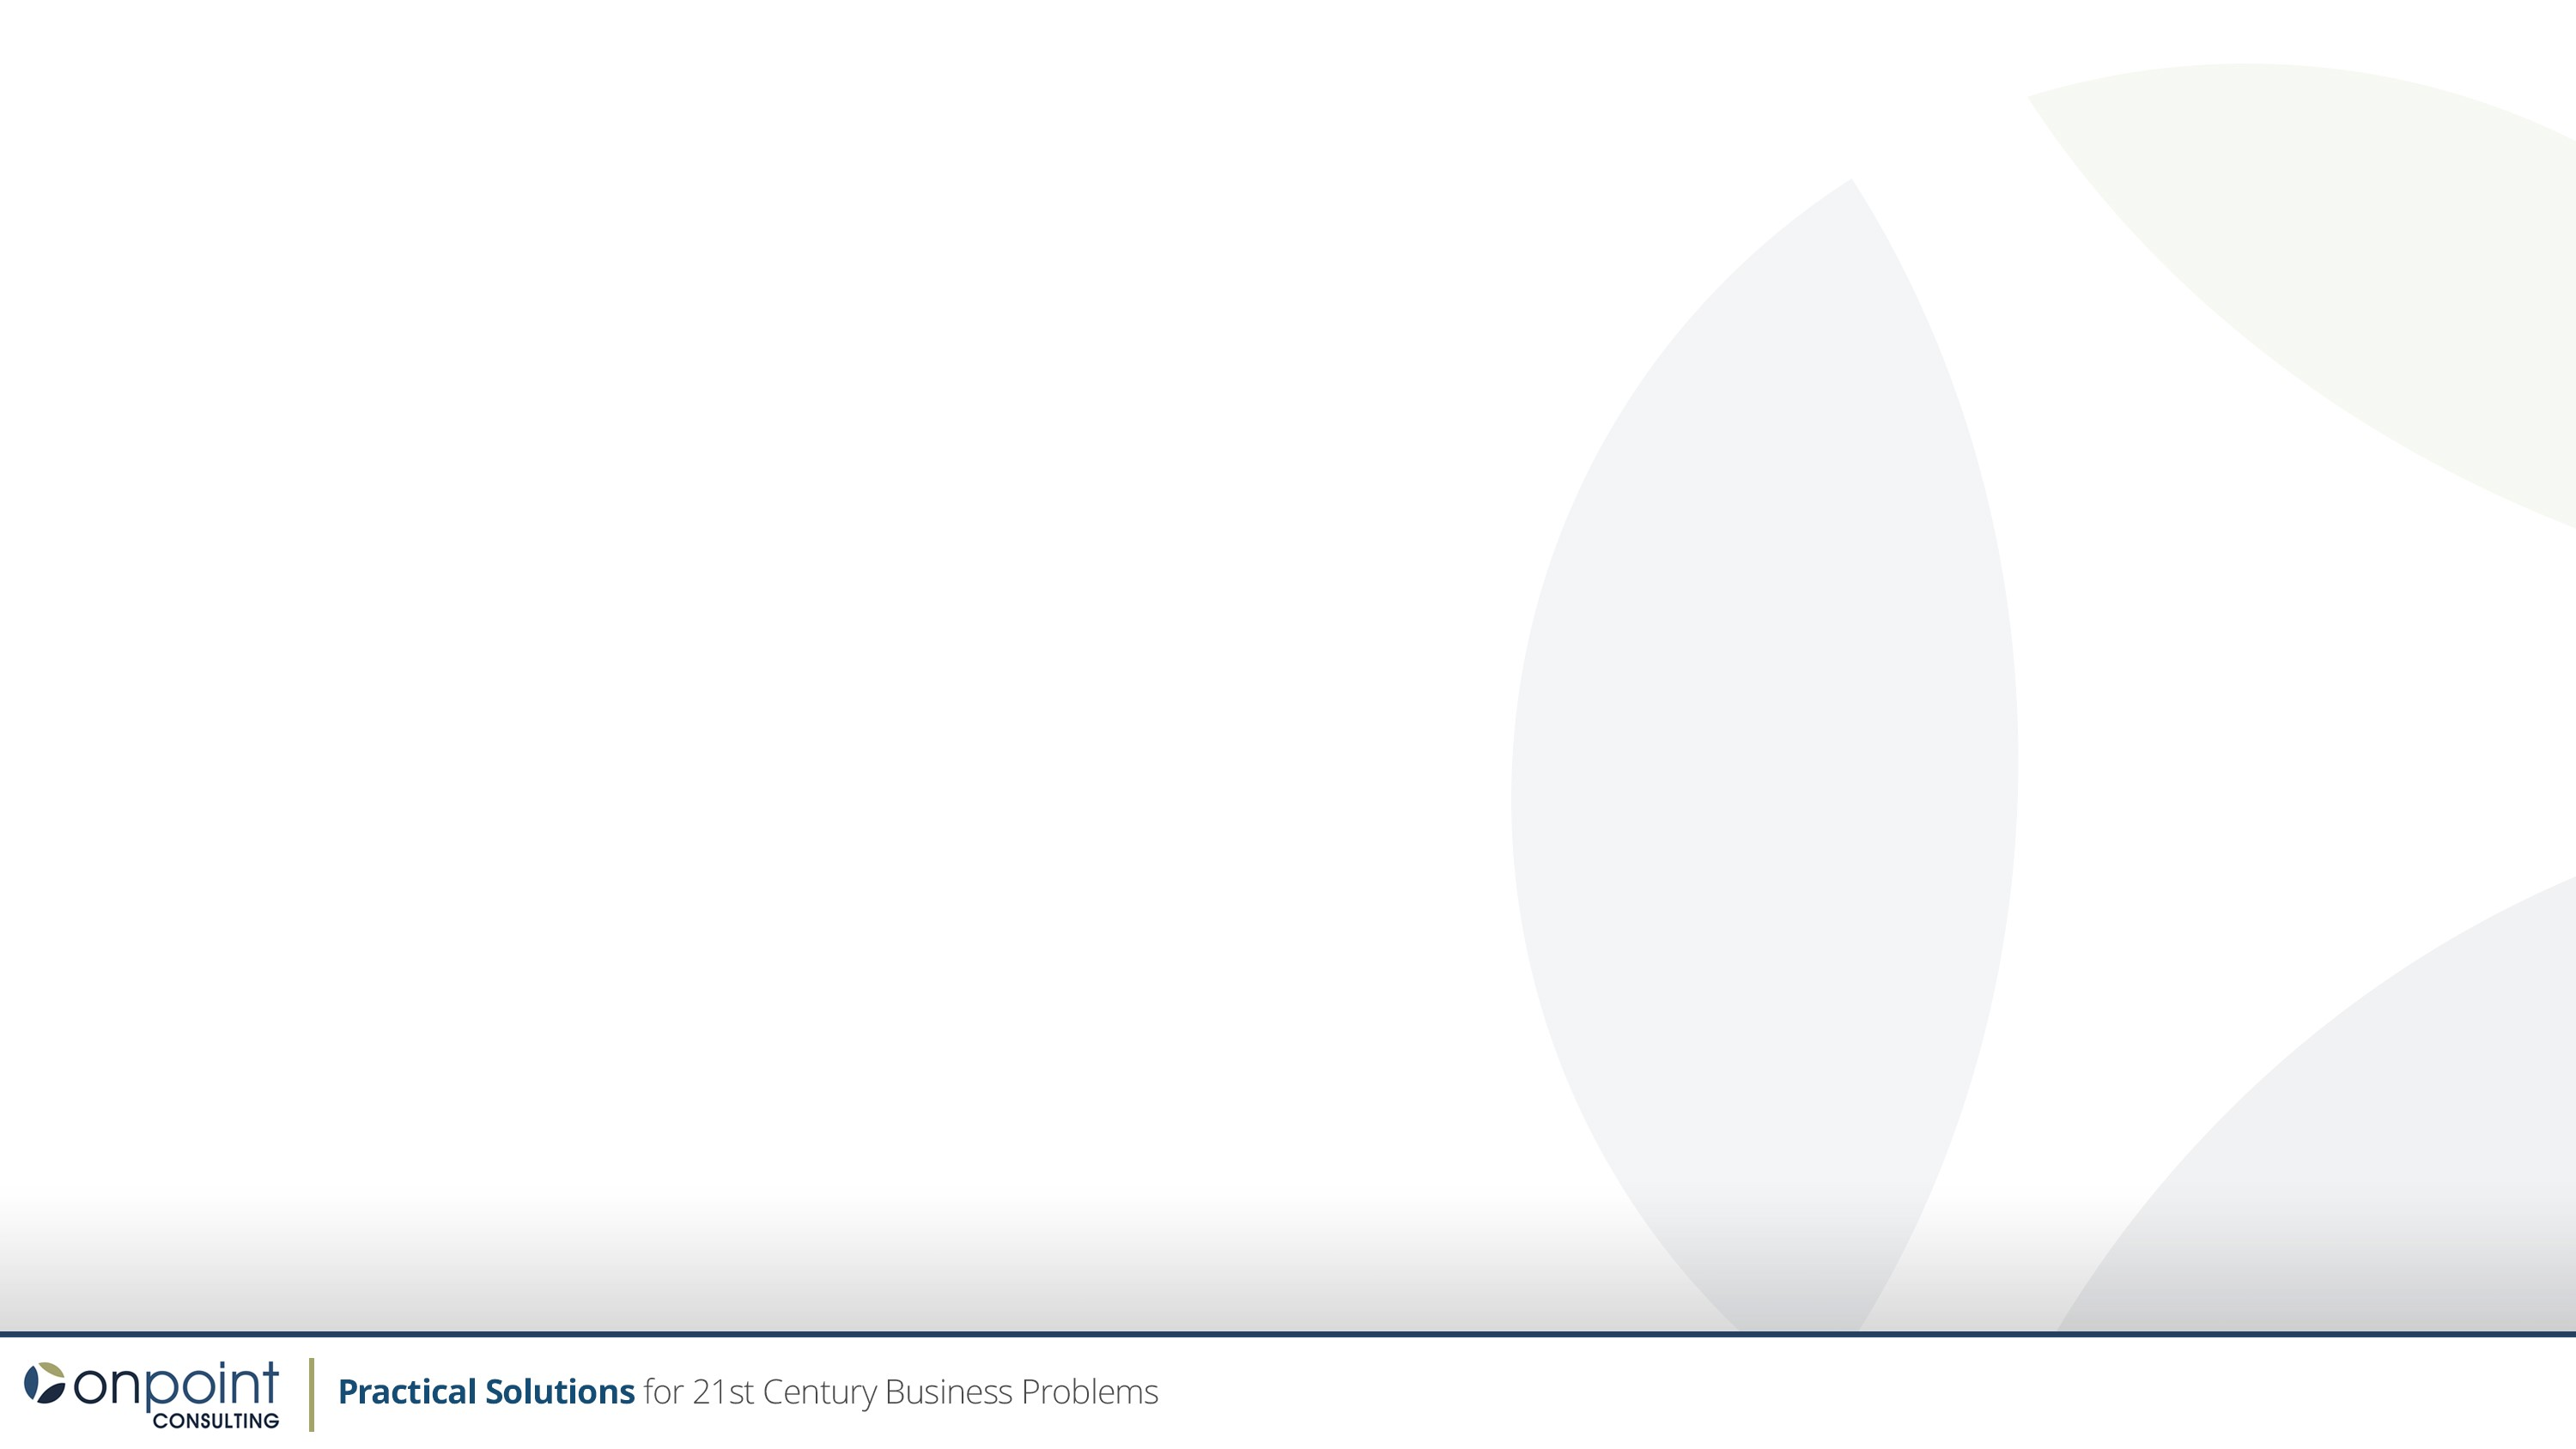 onpoint
CONSULTING
Practical Solutions for 21st Century Business Problems